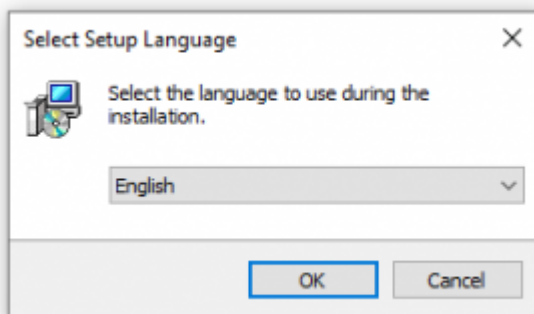 Select Setup Language
Select the language to use during the
installation.
English
OK Cancel